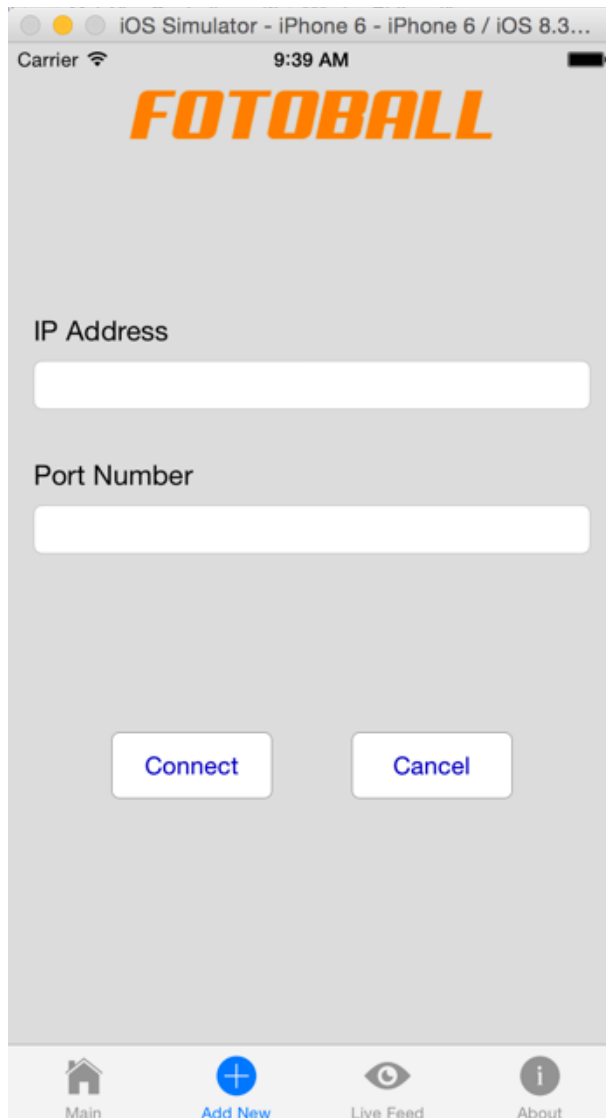 iOS Simulator - iPhone 6 - iPhone 6 / iOS 8.3...
Carrier 9:39 AM
FOTOBALL
IP Address
Port Number
Connect Cancel
Main Add New Live Feed About